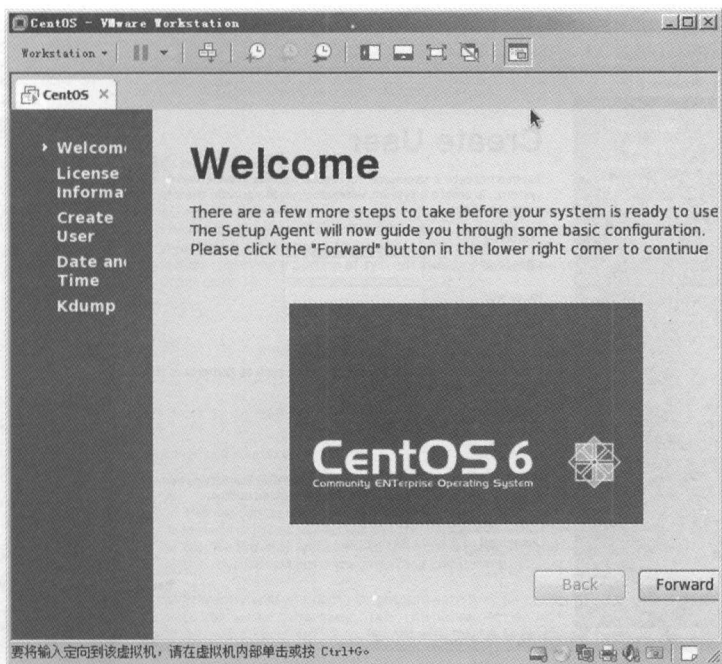 CentOS - VMware Workstation
Workstation
CentOS ×
Welcom
License
Informa
Create
User
Date an
Time
Kdump
Create User
Welcome
There are a few more steps to take before your system is ready to use
The Setup Agent will now guide you through some basic configuration.
Please click the "Forward" button in the lower right corner to continue
CentOS 6
Community ENTerprise Operating System
Back
Forward
要将输入定向到该虚拟机，请在虚拟机内部单击或按 Ctrl+G。